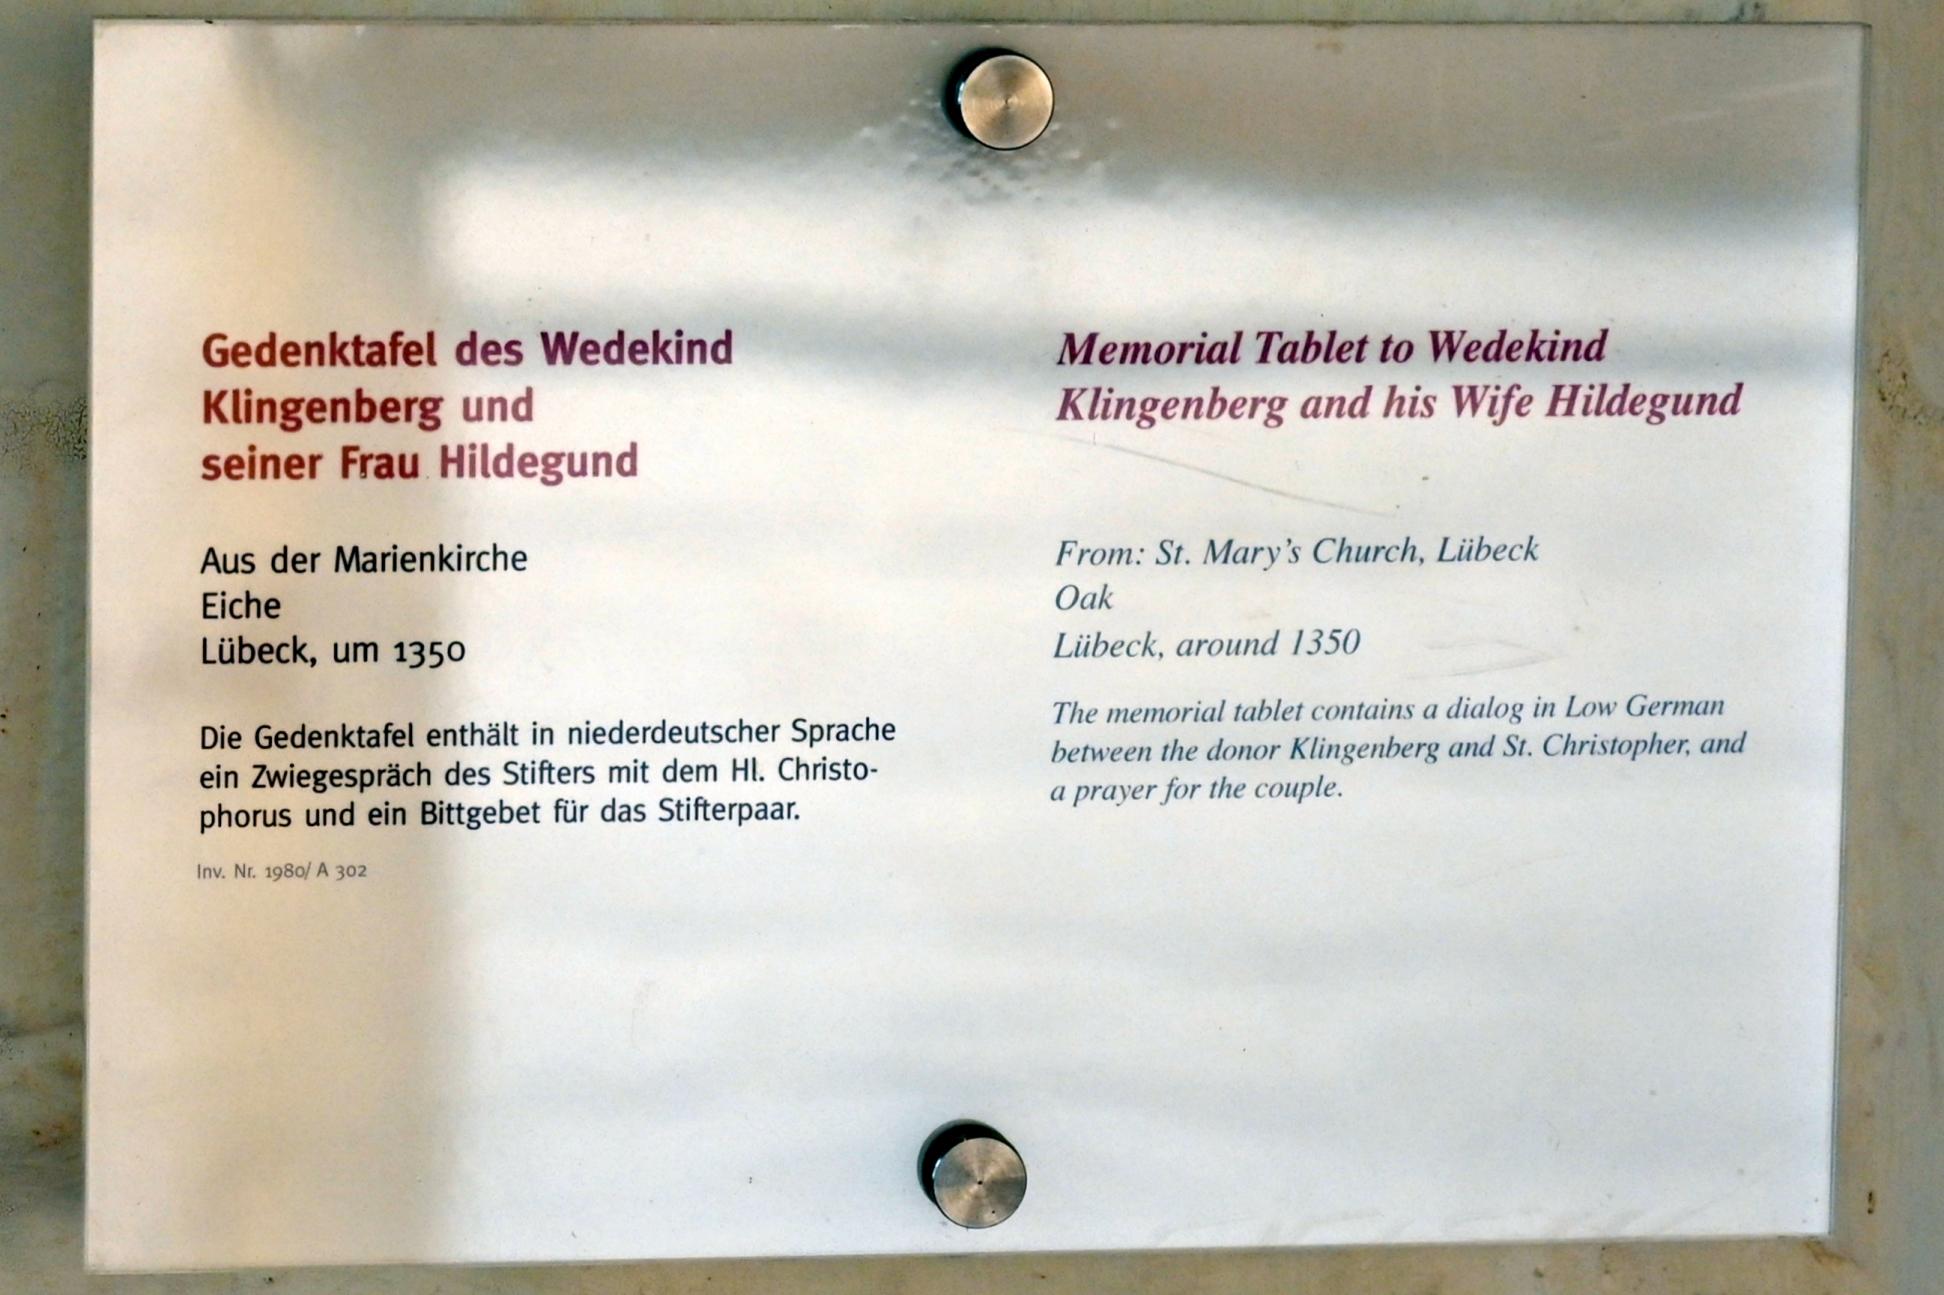 Gedenktafel des Wedekind
Klingenberg und
seiner Frau Hildegund
Aus der Marienkirche
Eiche
Lübeck, um 1350
Die Gedenktafel enthält in niederdeutscher Sprache
ein Zwiegespräch des Stifters mit dem Hl. Christo-
phorus und ein Bittgebet für das Stifterpaar.
Inv. Nr. 1980/ A 302
Memorial Tablet to Wedekind
Klingenberg and his Wife Hildegund
From: St. Mary's Church, Lübeck
Oak
Lübeck, around 1350
The memorial tablet contains a dialog in Low German
between the donor Klingenberg and St. Christopher, and
a prayer for the couple.